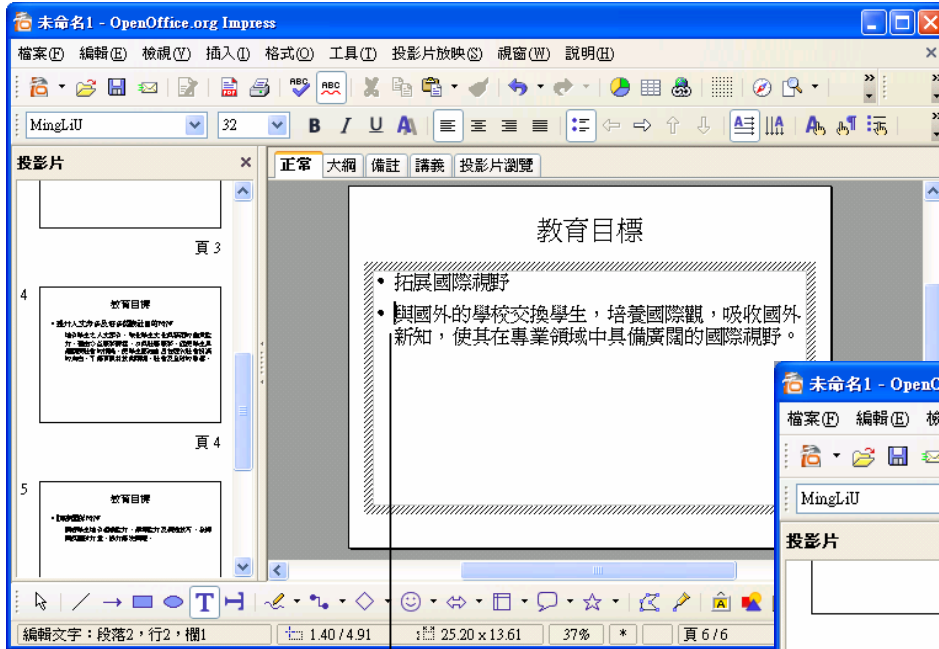 未命名1 - OpenOffice.org Impress
檔案(F) 編輯(E) 檢視(V) 插入(I) 格式(O) 工具(T) 投影片放映(S) 視窗(W) 說明(H)
MingLiU 32
投影片
正常 大綱 備註 講義 投影片瀏覽
頁 3
4
教育目標
頁 4
5
教育目標
教育目標
• 拓展國際視野
• 與國外的學校交換學生，培養國際觀，吸收國外
新知，使其在專業領域中具備廣闊的國際視野。
編輯文字：段落2，行2，欄1 1.40 / 4.91 25.20 x 13.61 37% * 頁 6 / 6
未命名1 - OpenO
檔案(F) 編輯(E) 檢
MingLiU
投影片